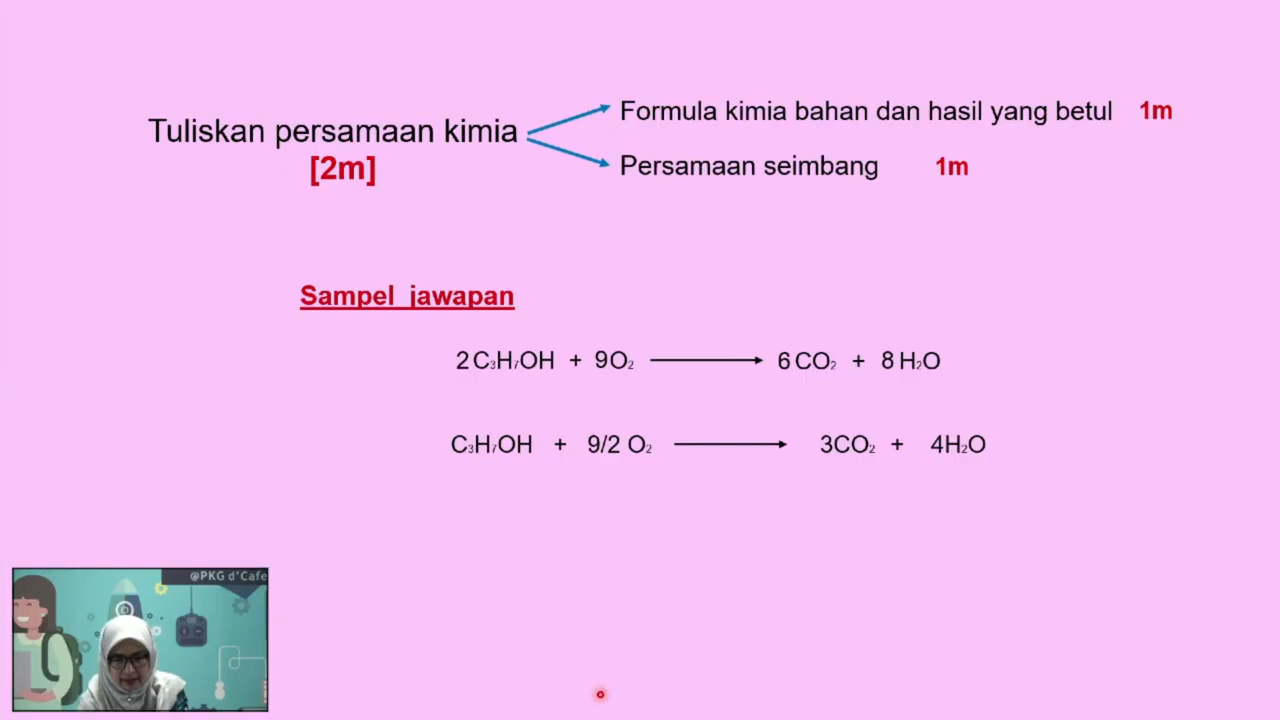 Tuliskan persamaan kimia
[2m]
Formula kimia bahan dan hasil yang betul 1m
Persamaan seimbang 1m
Sampel jawapan
2 C₃H₇OH + 9O₂ ⟶ 6 CO₂ + 8 H₂O
C₃H₇OH + 9/2 O₂ ⟶ 3CO₂ + 4H₂O
@PKG d'Cafe